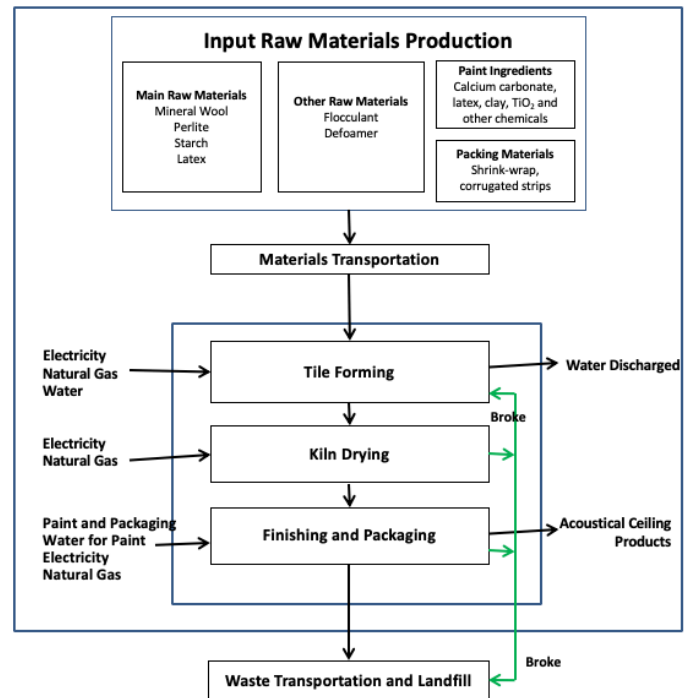 Input Raw Materials Production
Main Raw Materials
Mineral Wool
Perlite
Starch
Latex
Other Raw Materials
Flocculant
Defoamer
Paint Ingredients
Calcium carbonate,
latex, clay, TiO₂ and
other chemicals
Packing Materials
Shrink-wrap,
corrugated strips
Materials Transportation
Electricity
Natural Gas
Water
Tile Forming
Water Discharged
Broke
Electricity
Natural Gas
Kiln Drying
Paint and Packaging
Water for Paint
Electricity
Natural Gas
Finishing and Packaging
Acoustical Ceiling
Products
Broke
Waste Transportation and Landfill